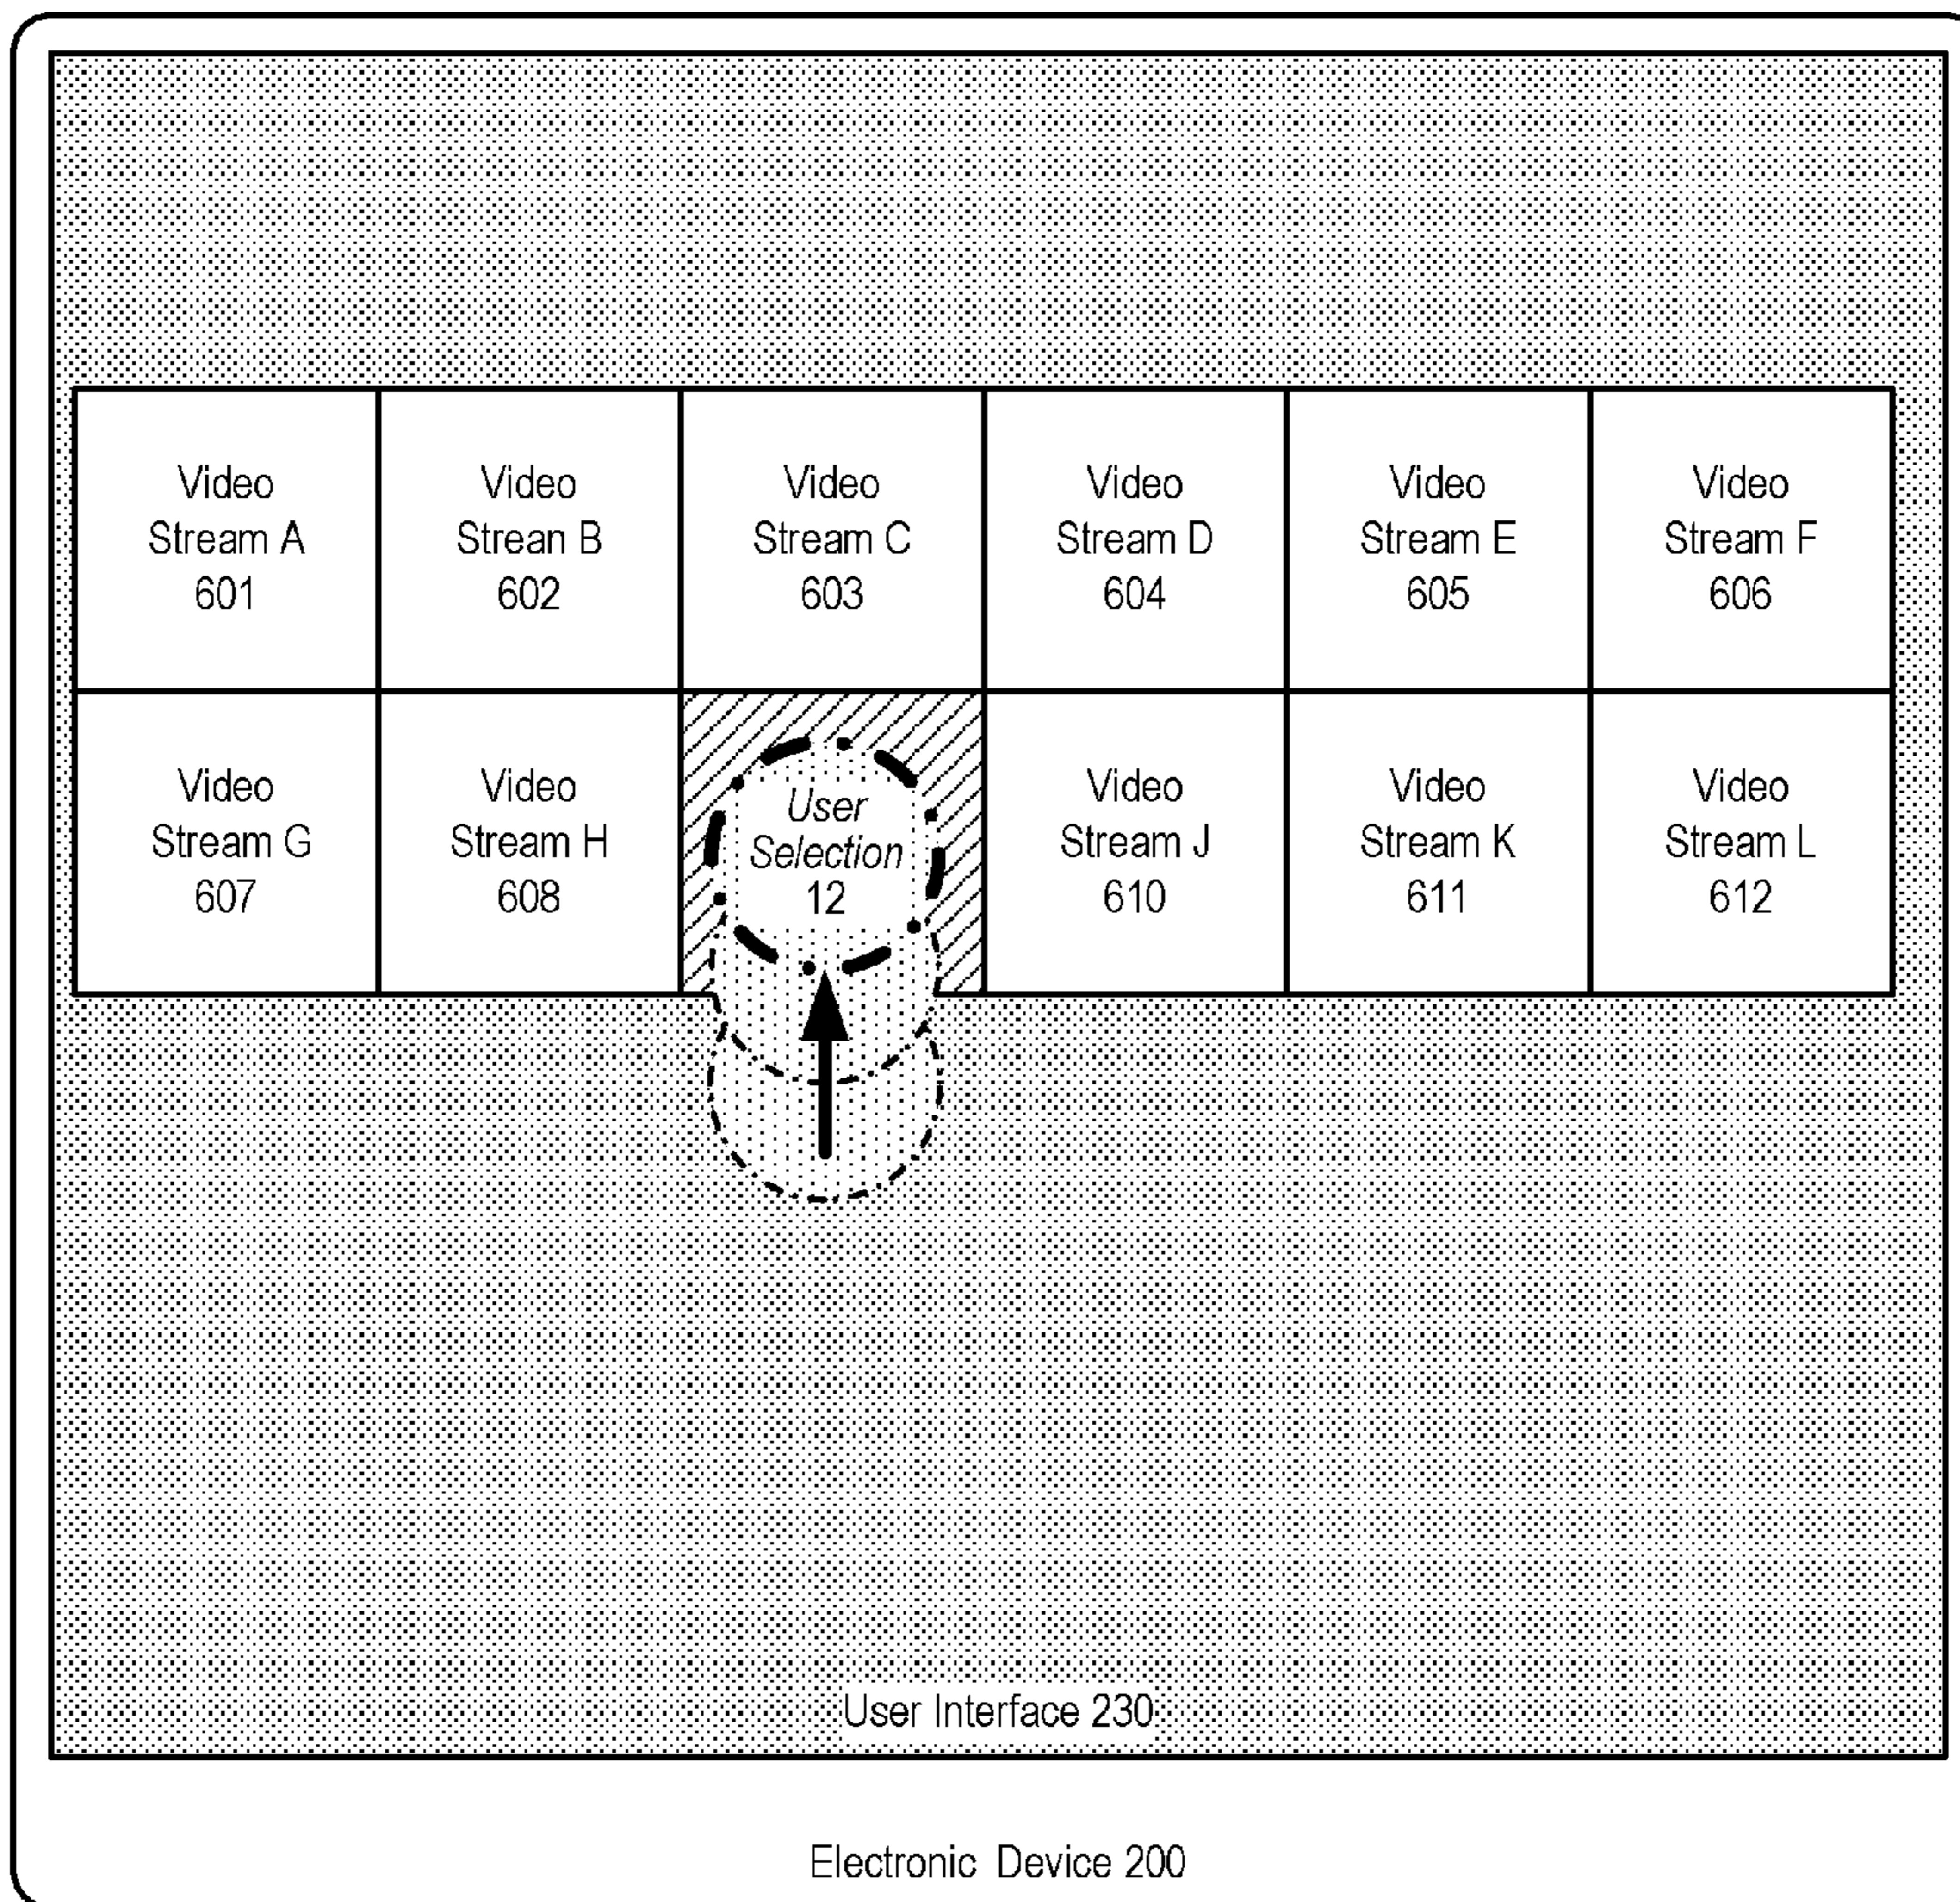 Video
Stream A
601
Video
Strean B
602
Video
Stream C
603
Video
Stream D
604
Video
Stream E
605
Video
Stream F
606
Video
Stream G
607
Video
Stream H
608
User
Selection
12
Video
Stream J
610
Video
Stream K
611
Video
Stream L
612
User Interface 230
Electronic Device 200